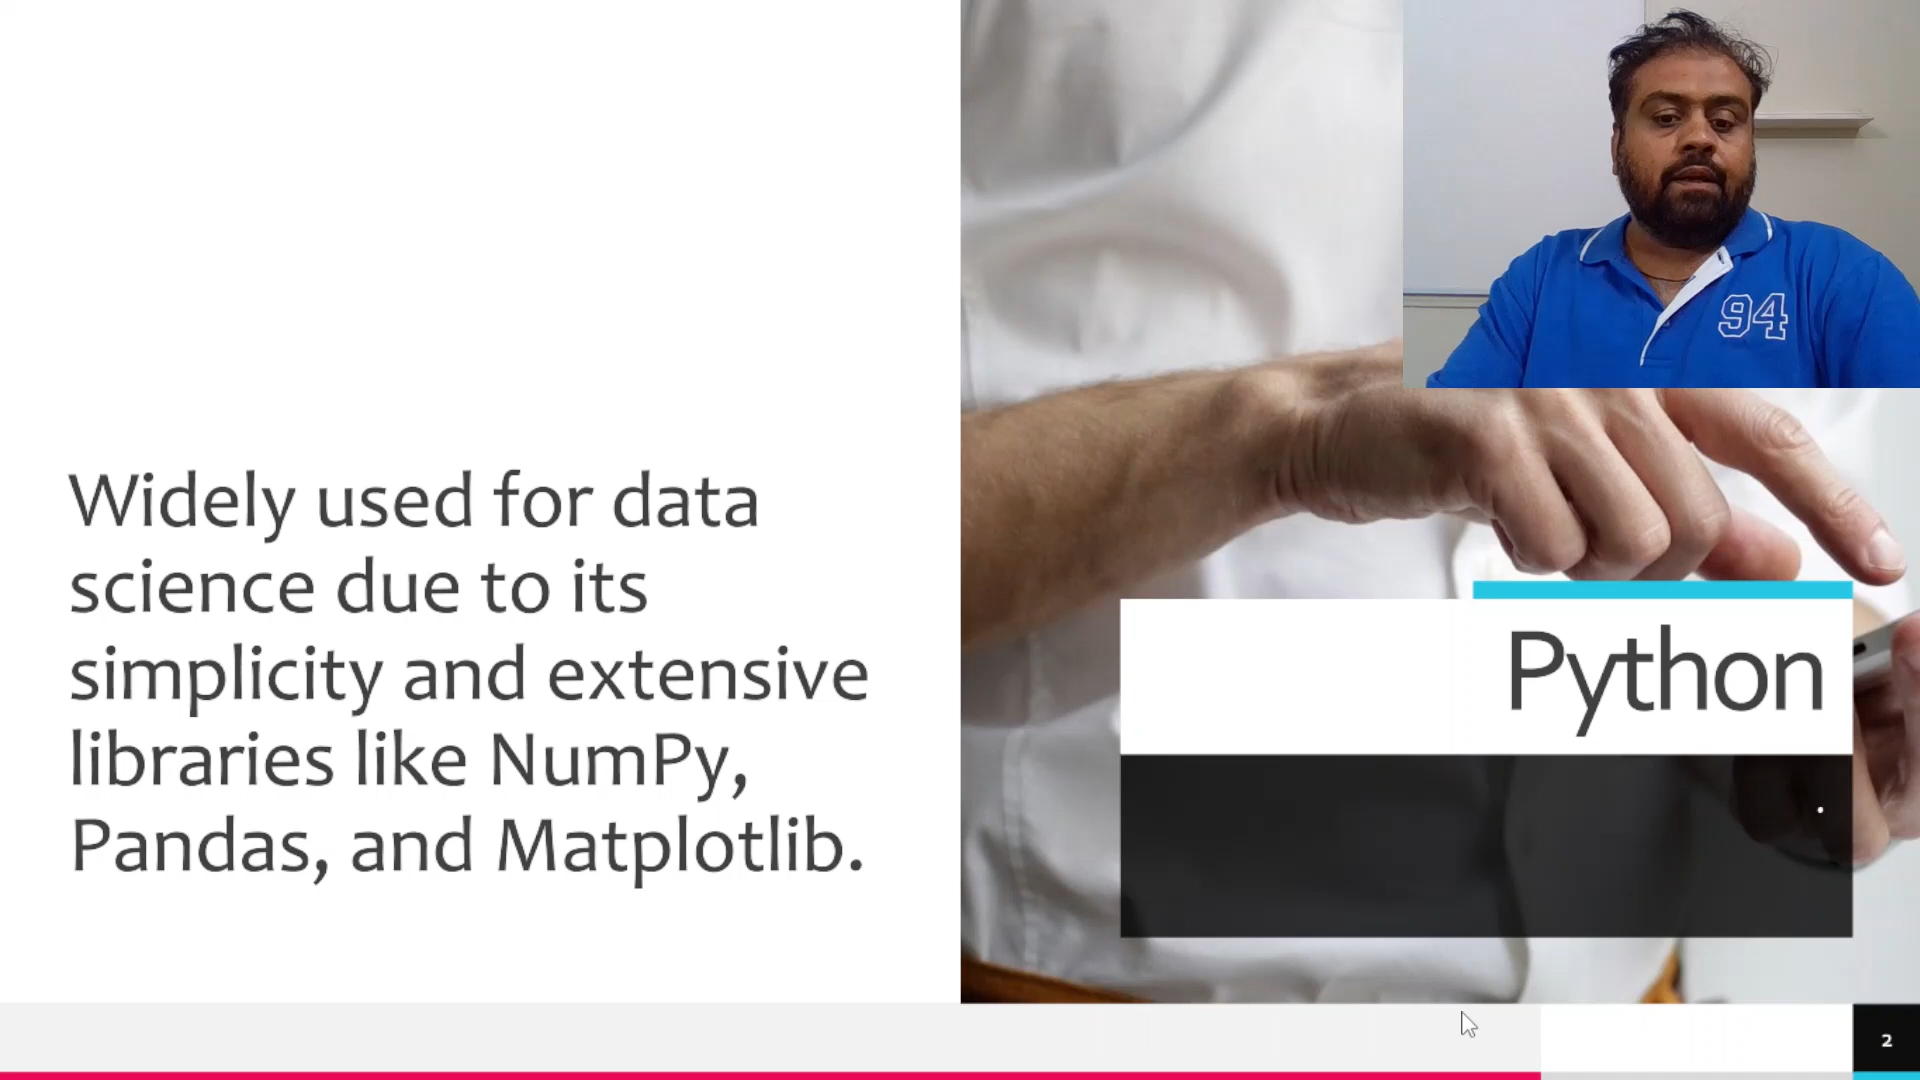 Widely used for data
science due to its
simplicity and extensive
libraries like NumPy,
Pandas, and Matplotlib.
94
Python
.
2